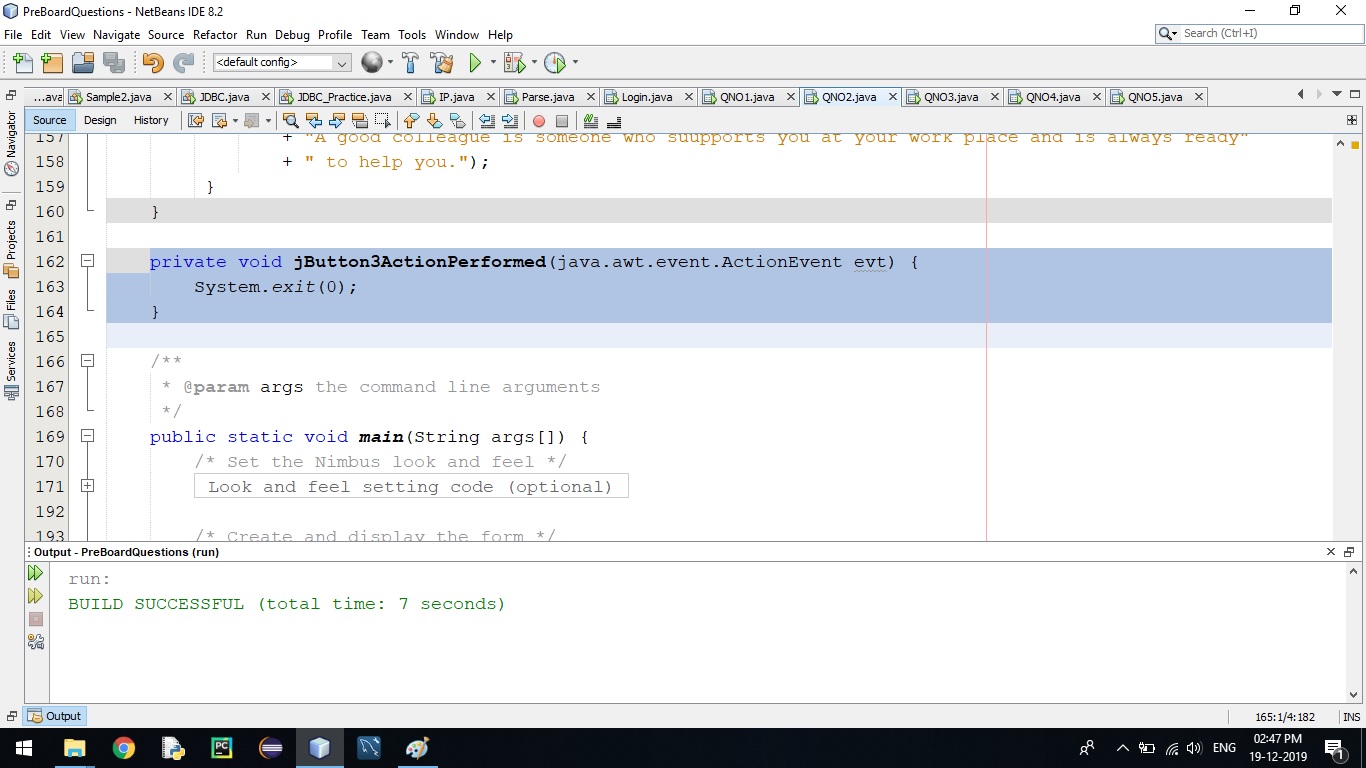 PreBoardQuestions - NetBeans IDE 8.2
File Edit View Navigate Source Refactor Run Debug Profile Team Tools Window Help
Search (Ctrl+I)
<default config>
...ava Sample2.java JDBC.java JDBC_Practice.java IP.java Parse.java Login.java QNO1.java QNO2.java QNO3.java QNO4.java QNO5.java
Source Design History
Navigator
Projects
Files
Services
157 + "A good colleague is someone who suupports you at your work place and is always ready"
158 + " to help you.");
159 }
160 }
161
162 private void jButton3ActionPerformed(java.awt.event.ActionEvent evt) {
163 System.exit(0);
164 }
165
166 /**
167 * @param args the command line arguments
168 */
169 public static void main(String args[]) {
170 /* Set the Nimbus look and feel */
171 Look and feel setting code (optional)
192
193 /* Create and display the form */
Output - PreBoardQuestions (run)
run:
BUILD SUCCESSFUL (total time: 7 seconds)
Output
165:1/4:182 INS
PC
ENG
02:47 PM
19-12-2019
1